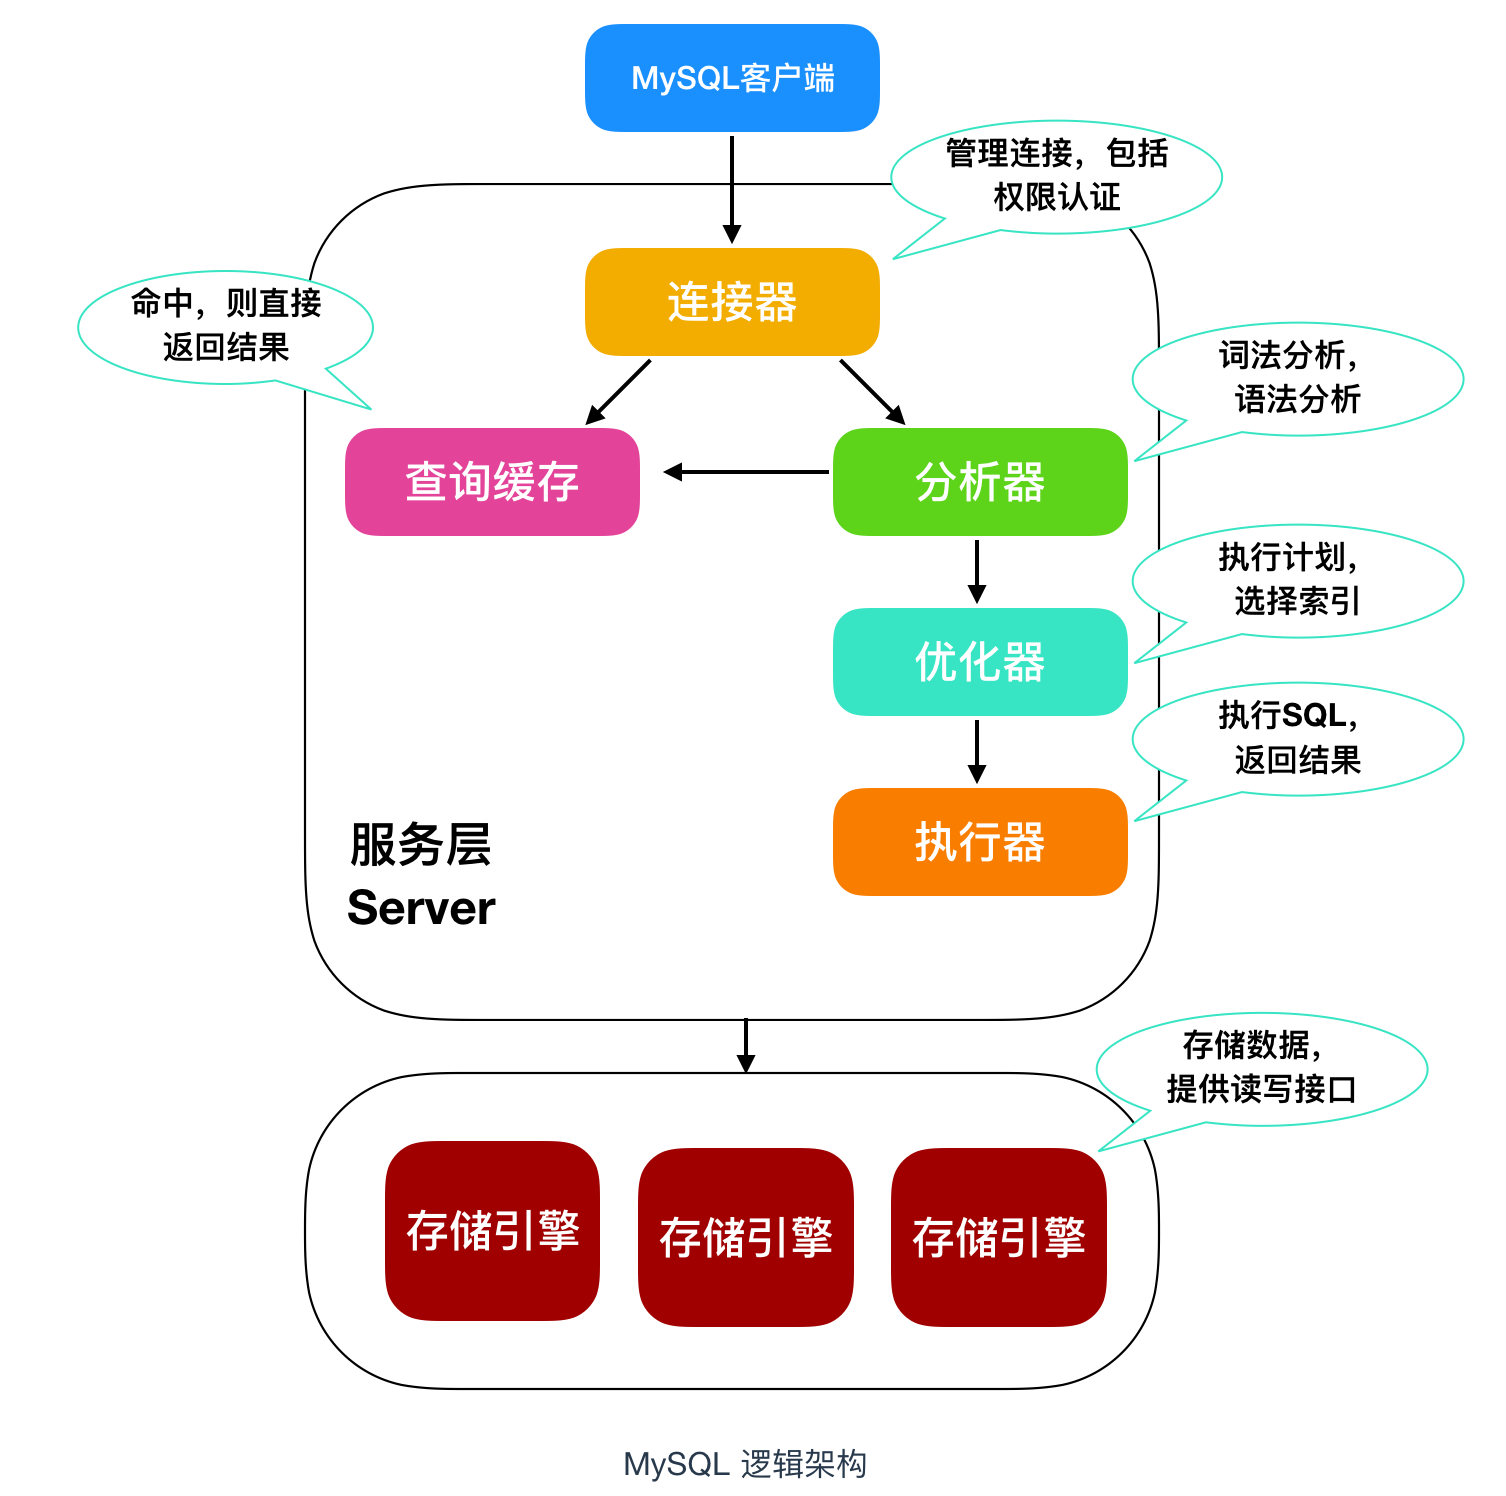 MySQL客户端
管理连接，包括
权限认证
连接器
命中，则直接
返回结果
词法分析，
语法分析
查询缓存
分析器
执行计划，
选择索引
优化器
执行SQL，
返回结果
执行器
服务层
Server
存储数据，
提供读写接口
存储引擎
存储引擎
存储引擎
MySQL 逻辑架构